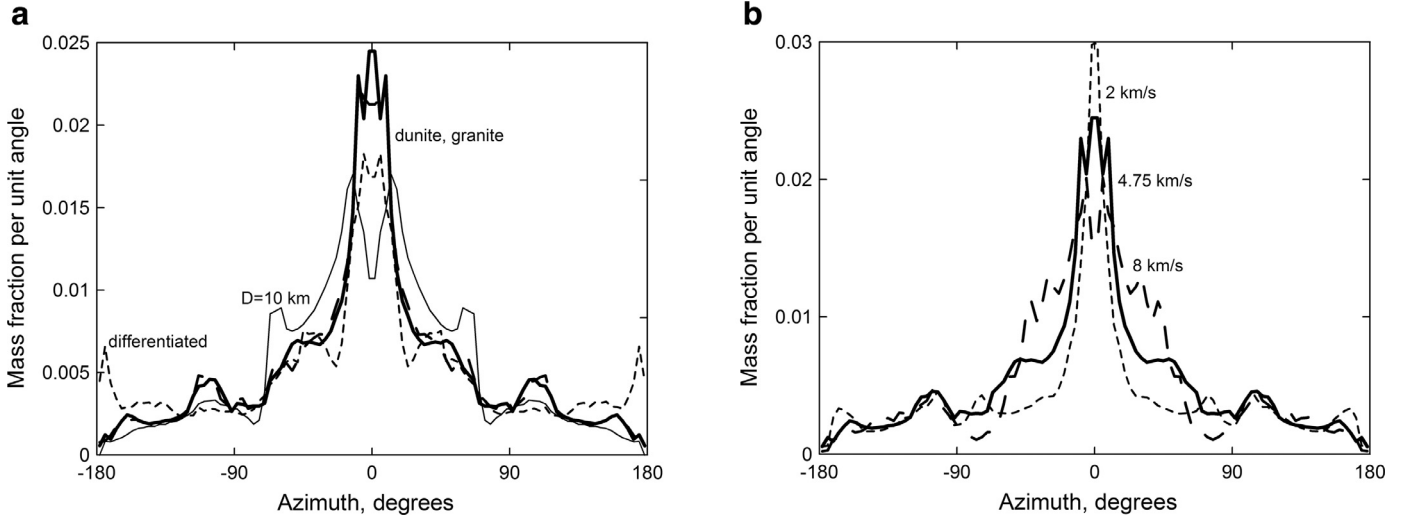 a
0.025
0.02
0.015
0.01
0.005
0
Mass fraction per unit angle
dunite, granite
D=10 km
differentiated
-180
-90
0
90
180
Azimuth, degrees
b
0.03
0.02
0.01
0
Mass fraction per unit angle
2 km/s
4.75 km/s
8 km/s
-180
-90
0
90
180
Azimuth, degrees